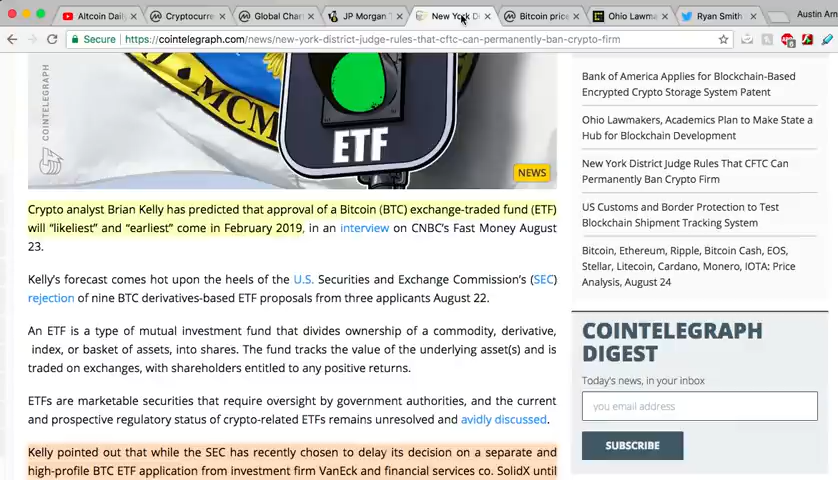 Altcoin Daily
Cryptocurre
Global Char
JP Morgan T
New York Di
Bitcoin price
Ohio Lawma
Ryan Smith
Austin Arn
Secure
https://cointelegraph.com/news/new-york-district-judge-rules-that-cftc-can-permanently-ban-crypto-firm
6
COINTELEGRAPH
MCM
ETF
NEWS
Crypto analyst Brian Kelly has predicted that approval of a Bitcoin (BTC) exchange-traded fund (ETF)
will “likeliest” and “earliest” come in February 2019, in an interview on CNBC’s Fast Money August
23.
Kelly’s forecast comes hot upon the heels of the U.S. Securities and Exchange Commission’s (SEC)
rejection of nine BTC derivatives-based ETF proposals from three applicants August 22.
An ETF is a type of mutual investment fund that divides ownership of a commodity, derivative,
index, or basket of assets, into shares. The fund tracks the value of the underlying asset(s) and is
traded on exchanges, with shareholders entitled to any positive returns.
ETFs are marketable securities that require oversight by government authorities, and the current
and prospective regulatory status of crypto-related ETFs remains unresolved and avidly discussed.
Kelly pointed out that while the SEC has recently chosen to delay its decision on a separate and
high-profile BTC ETF application from investment firm VanEck and financial services co. SolidX until
Bank of America Applies for Blockchain-Based
Encrypted Crypto Storage System Patent
Ohio Lawmakers, Academics Plan to Make State a
Hub for Blockchain Development
New York District Judge Rules That CFTC Can
Permanently Ban Crypto Firm
US Customs and Border Protection to Test
Blockchain Shipment Tracking System
Bitcoin, Ethereum, Ripple, Bitcoin Cash, EOS,
Stellar, Litecoin, Cardano, Monero, IOTA: Price
Analysis, August 24
COINTELEGRAPH
DIGEST
Today's news, in your inbox
you email address
SUBSCRIBE